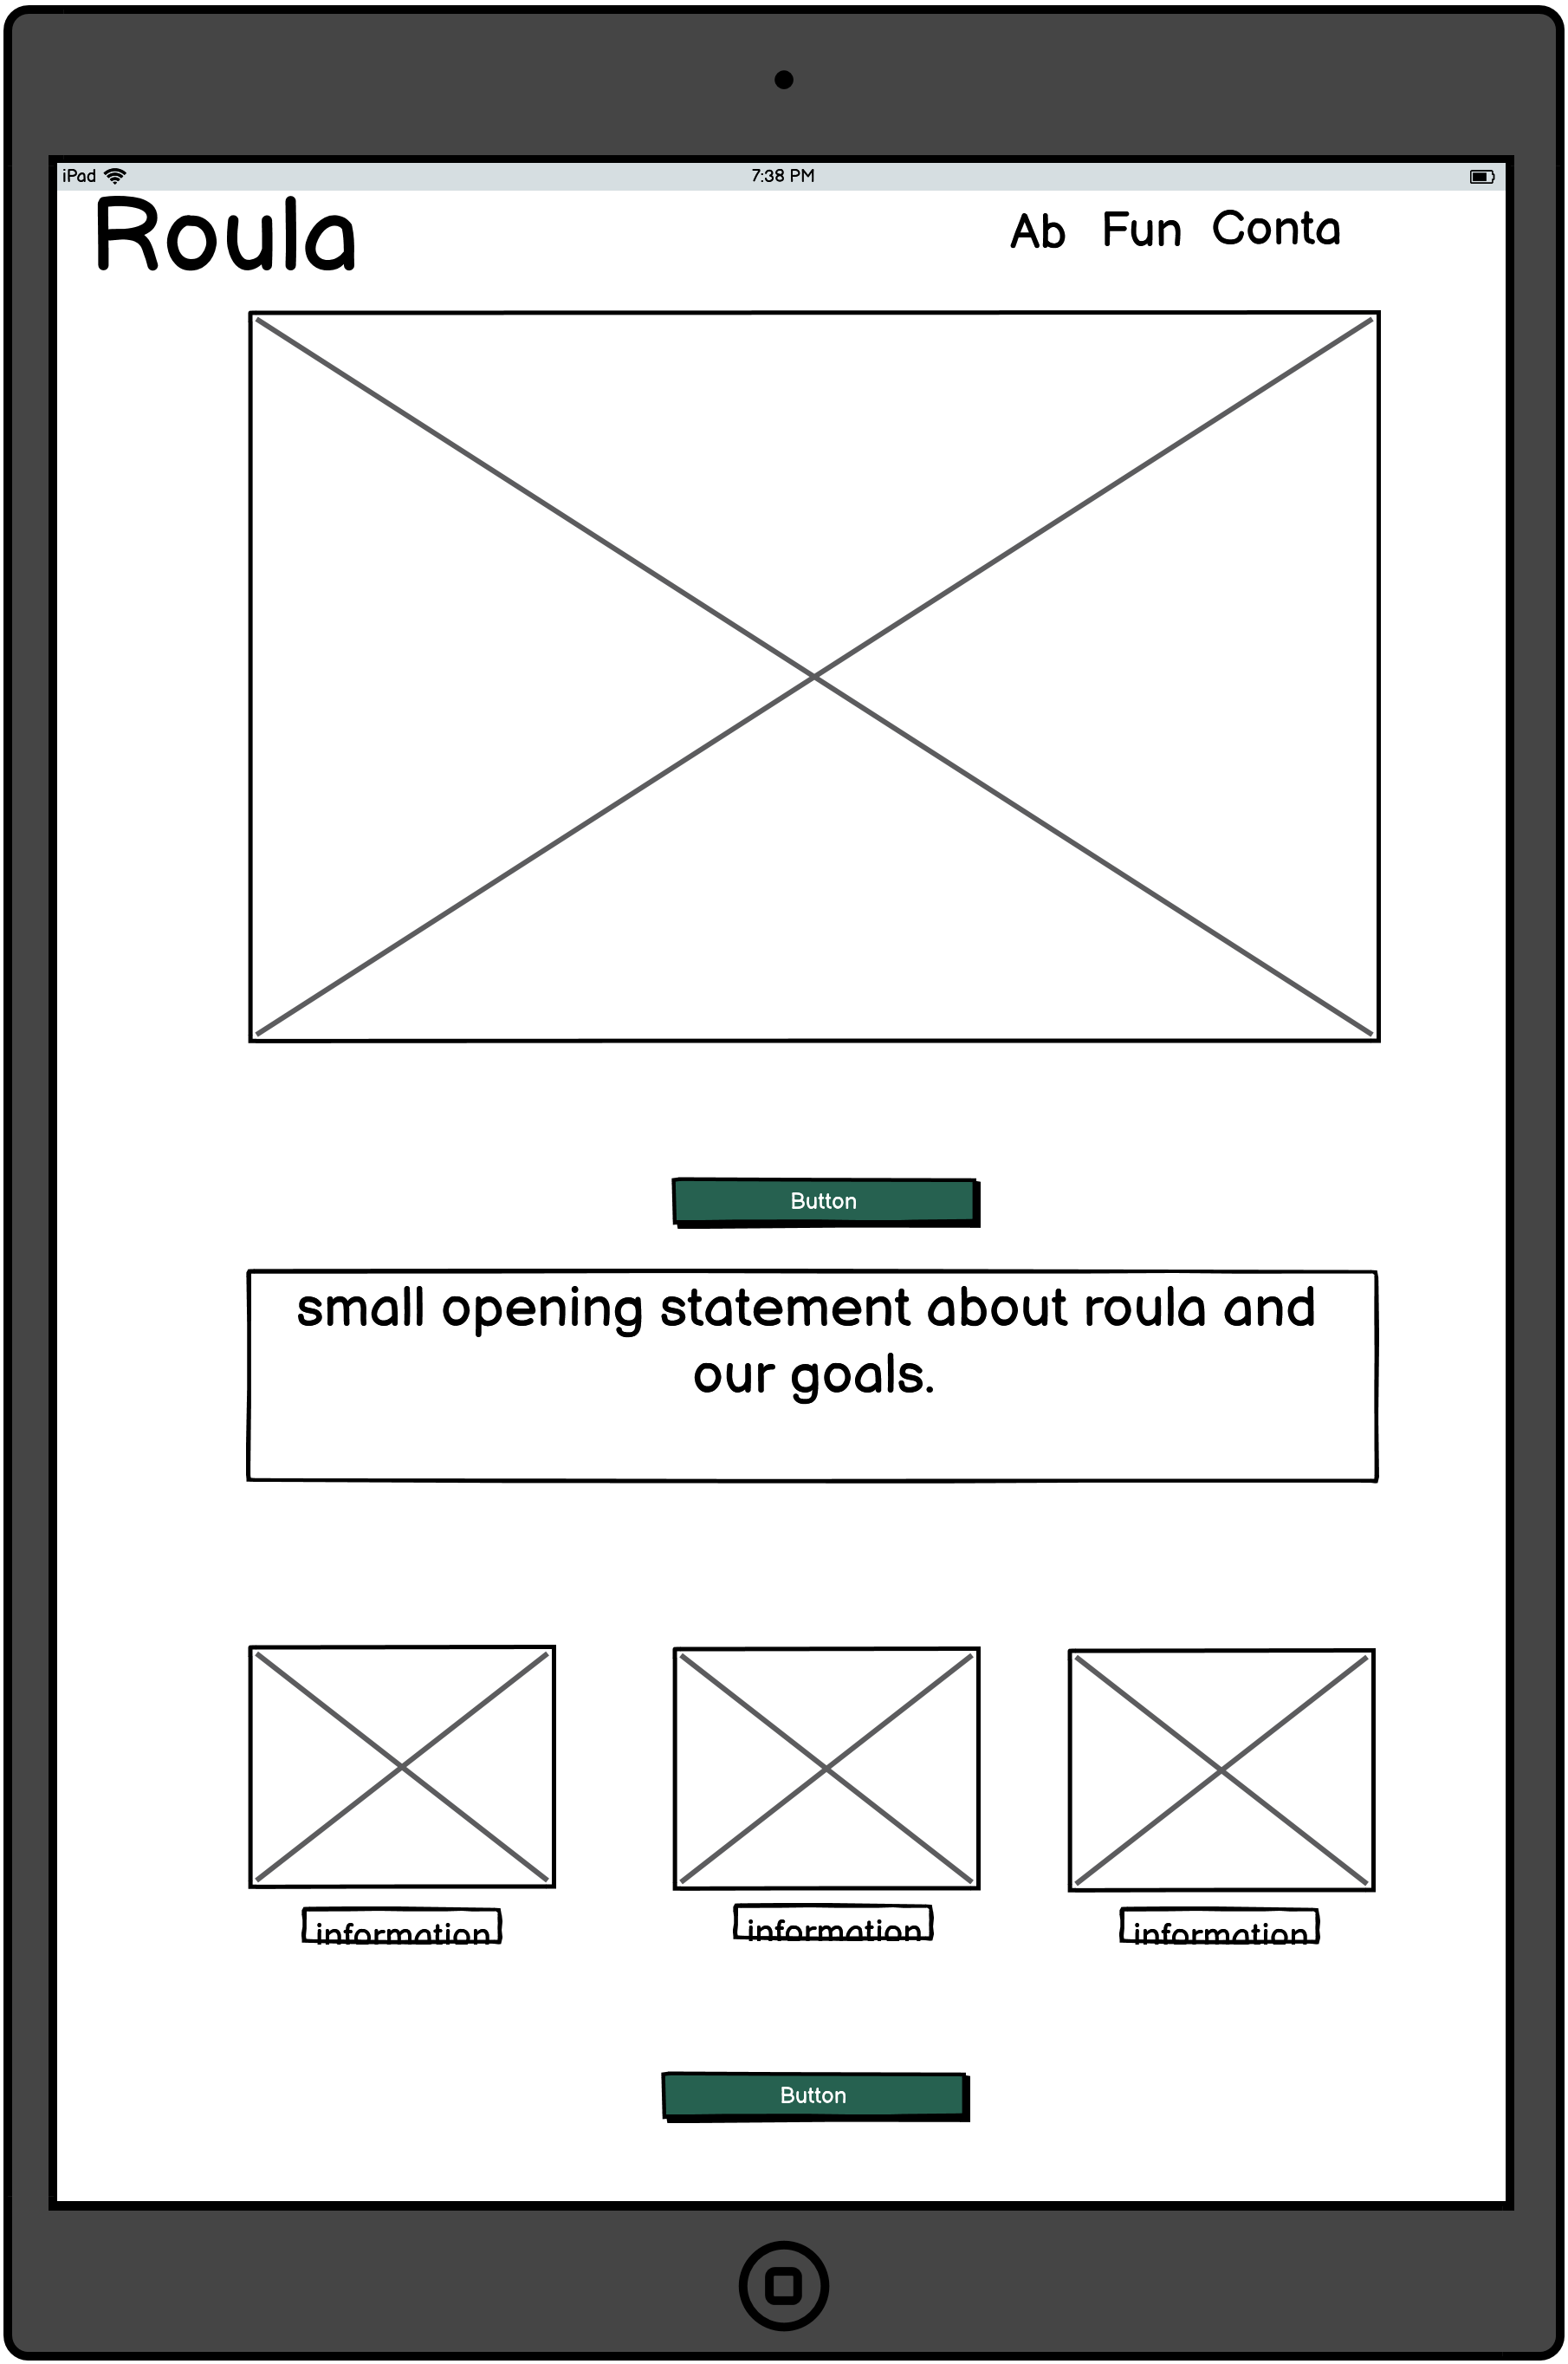 iPad 7:38 PM
Roula Ab Fun Conta
Button
small opening statement about roula and
our goals.
information information information
Button